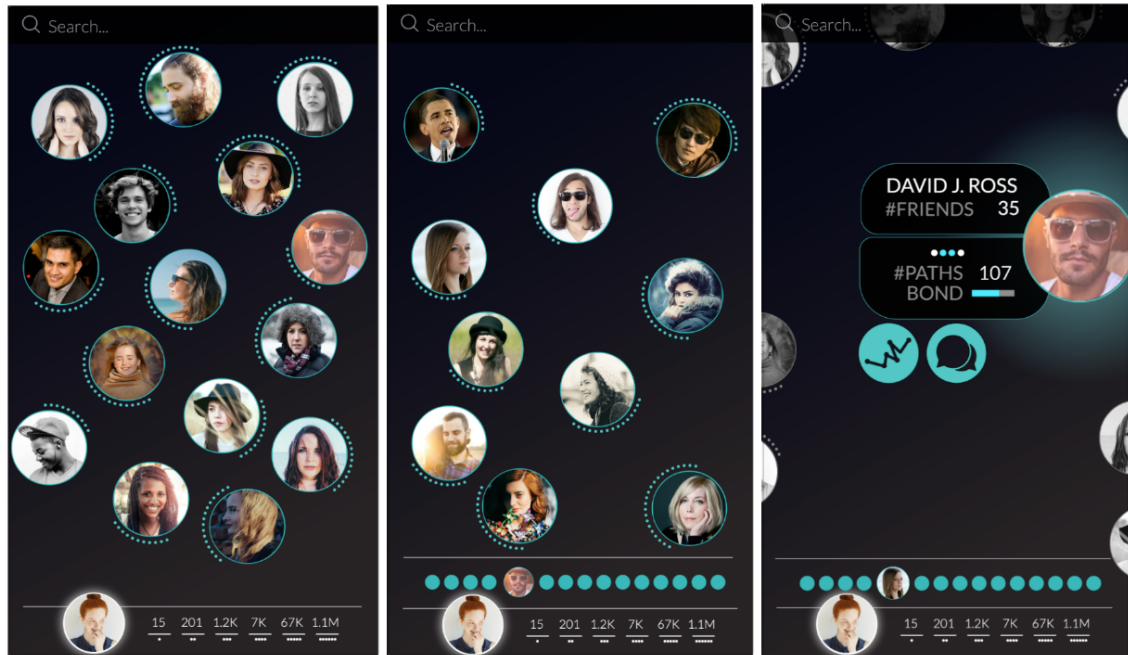 Search...
15 201 1.2K 7K 67K 1.1M
Search...
15 201 1.2K 7K 67K 1.1M
Search...
DAVID J. ROSS
#FRIENDS 35
#PATHS 107
BOND
15 201 1.2K 7K 67K 1.1M